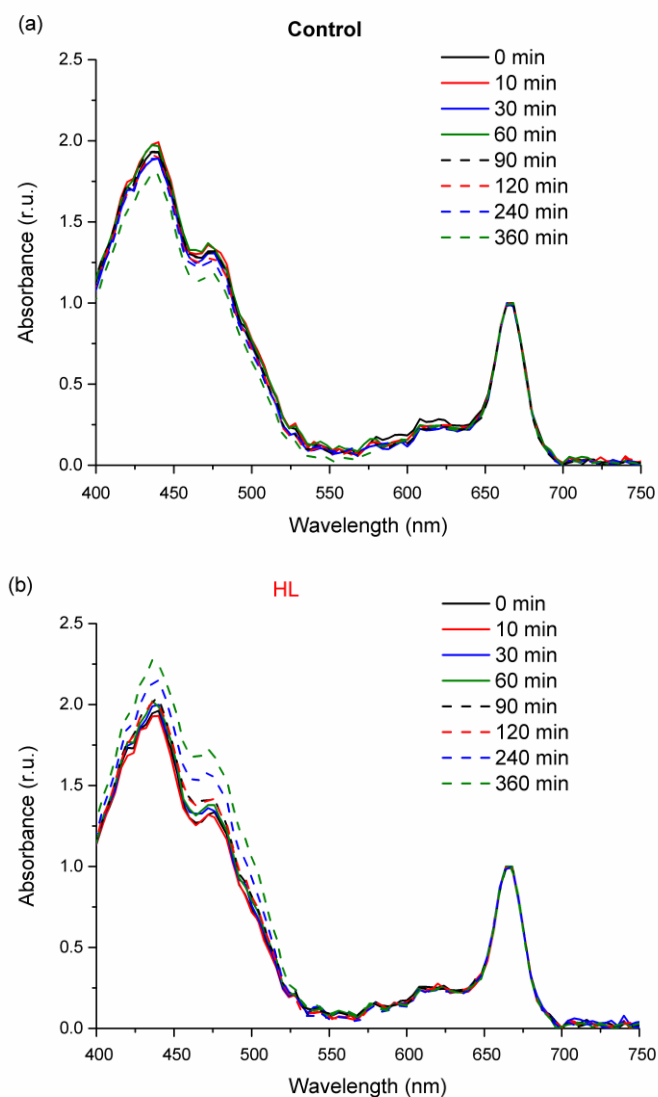 (a)
Control
0 min
10 min
30 min
60 min
90 min
120 min
240 min
360 min
2.5
2.0
1.5
1.0
0.5
0.0
Absorbance (r.u.)
400 450 500 550 600 650 700 750
Wavelength (nm)
(b)
HL
0 min
10 min
30 min
60 min
90 min
120 min
240 min
360 min
2.5
2.0
1.5
1.0
0.5
0.0
Absorbance (r.u.)
400 450 500 550 600 650 700 750
Wavelength (nm)